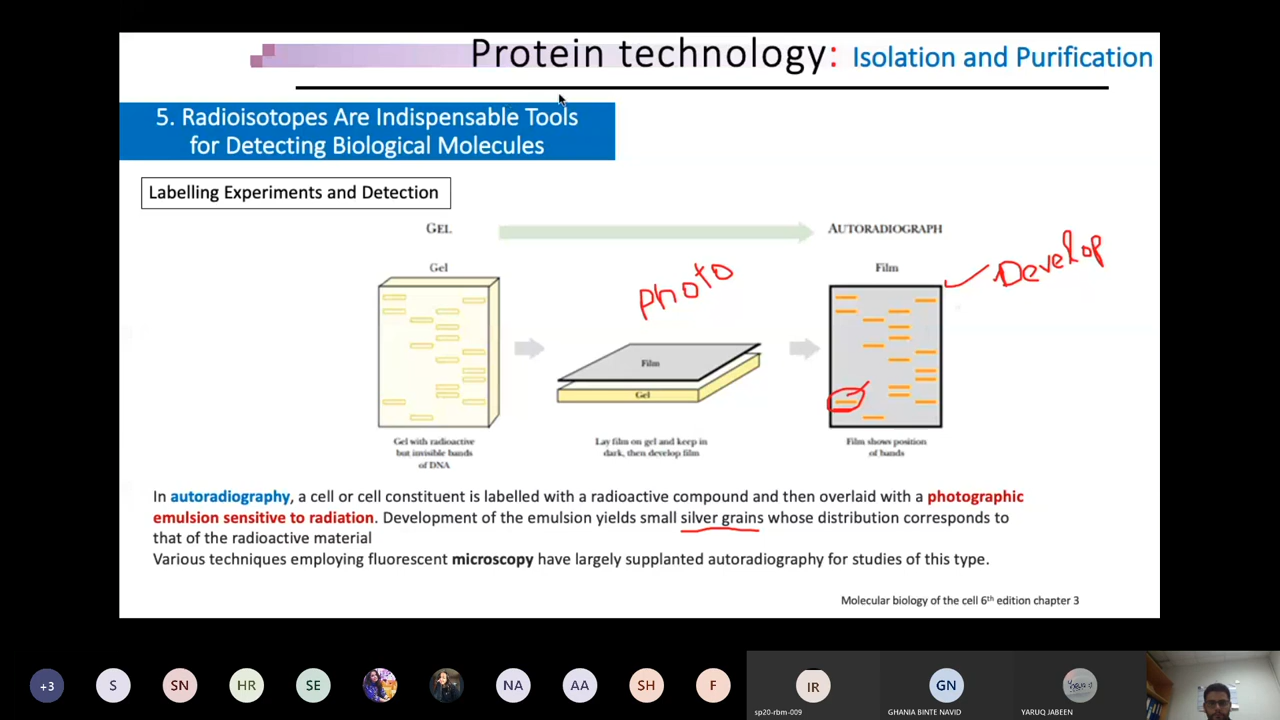 Protein technology: Isolation and Purification
5. Radioisotopes Are Indispensable Tools
for Detecting Biological Molecules
Labelling Experiments and Detection
GEL
AUTORADIOGRAPH
Gel
Film
Photo
Develop
Film
Gel
Gel with radioactive
but invisible bands
of DNA
Lay film on gel and keep in
dark, then develop film
Film shows position
of bands
In autoradiography, a cell or cell constituent is labelled with a radioactive compound and then overlaid with a photographic
emulsion sensitive to radiation. Development of the emulsion yields small silver grains whose distribution corresponds to
that of the radioactive material
Various techniques employing fluorescent microscopy have largely supplanted autoradiography for studies of this type.
Molecular biology of the cell 6th edition chapter 3
+3
S
SN
HR
SE
NA
AA
SH
F
IR
GN
sp20-rbm-009
GHANIA BINTE NAVID
YARUQ JABEEN